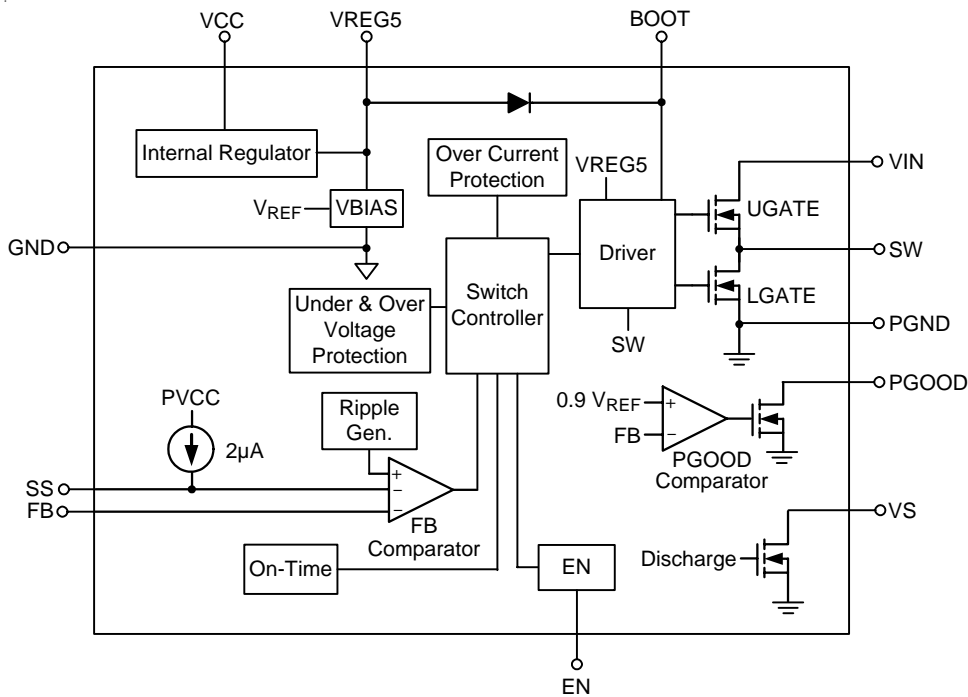 VCC
VREG5
BOOT
Internal Regulator
Over Current
Protection
VREG5
VIN
VREF
VBIAS
UGATE
GND
Driver
SW
Switch
Controller
LGATE
Under & Over
Voltage
Protection
SW
PGND
PVCC
Ripple
Gen.
0.9 VREF
+
PGOOD
2µA
FB
−
PGOOD
Comparator
SS
+
−
FB
−
FB
Comparator
VS
On-Time
EN
Discharge
EN